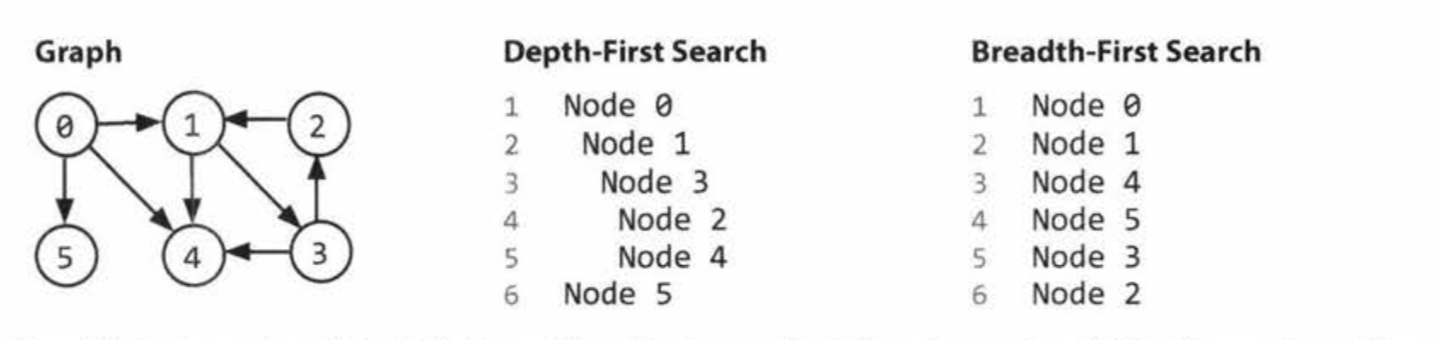 Graph
0 1 2
5 4 3
Depth-First Search
1 Node 0
2 Node 1
3 Node 3
4 Node 2
5 Node 4
6 Node 5
Breadth-First Search
1 Node 0
2 Node 1
3 Node 4
4 Node 5
5 Node 3
6 Node 2